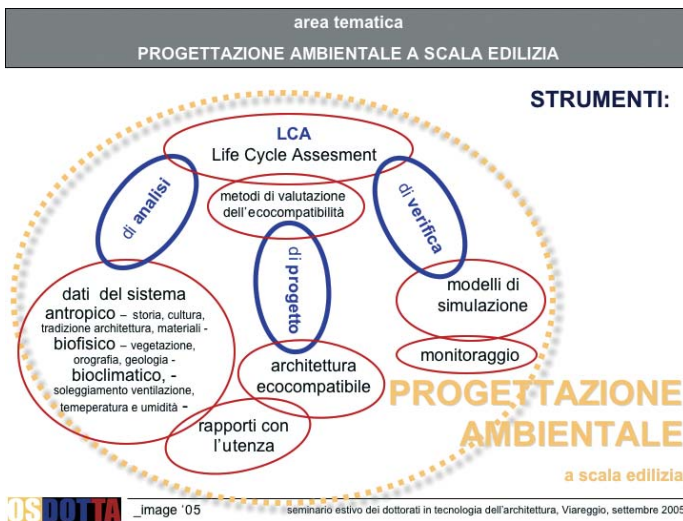 area tematica
PROGETTAZIONE AMBIENTALE A SCALA EDILIZIA
STRUMENTI:
LCA
Life Cycle Assesment
di analisi
metodi di valutazione
dell'ecocompatibilità
di verifica
di progetto
dati del sistema
antropico – storia, cultura,
tradizione architettura, materiali -
biofisico – vegetazione,
orografia, geologia -
bioclimatico, -
soleggiamento ventilazione,
temeperatura e umidità -
modelli di
simulazione
monitoraggio
architettura
ecocompatibile
rapporti con
l'utenza
PROGETTAZIONE
AMBIENTALE
a scala edilizia
OSDOTTA
_image '05
seminario estivo dei dottorati in tecnologia dell'architettura, Viareggio, settembre 2005